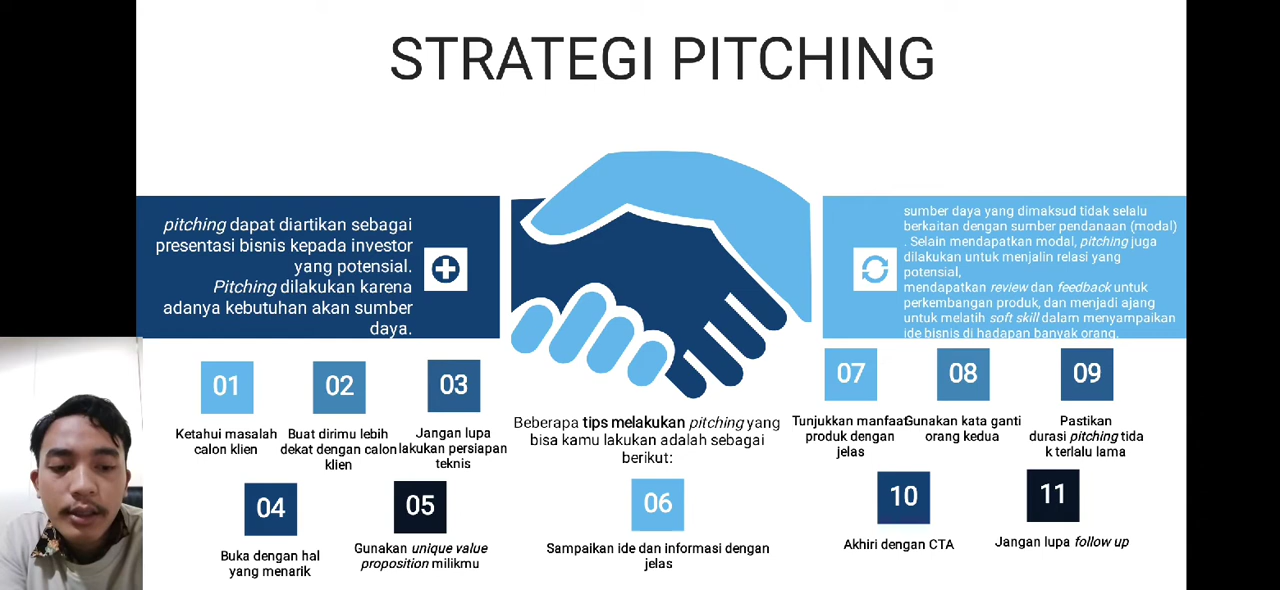 STRATEGI PITCHING
pitching dapat diartikan sebagai
presentasi bisnis kepada investor
yang potensial.
Pitching dilakukan karena
adanya kebutuhan akan sumber
daya.
sumber daya yang dimaksud tidak selalu
berkaitan dengan sumber pendanaan (modal)
. Selain mendapatkan modal, pitching juga
dilakukan untuk menjalin relasi yang
potensial,
mendapatkan review dan feedback untuk
perkembangan produk, dan menjadi ajang
untuk melatih soft skill dalam menyampaikan
ide bisnis di hadapan banyak orang.
Beberapa tips melakukan pitching yang
bisa kamu lakukan adalah sebagai
berikut:
01
Ketahui masalah
calon klien
02
Buat dirimu lebih
dekat dengan calon
klien
03
Jangan lupa
lakukan persiapan
teknis
04
Buka dengan hal
yang menarik
05
Gunakan unique value
proposition milikmu
06
Sampaikan ide dan informasi dengan
jelas
07
Tunjukkan manfaat
produk dengan
jelas
08
Gunakan kata ganti
orang kedua
09
Pastikan
durasi pitching tida
k terlalu lama
10
Akhiri dengan CTA
11
Jangan lupa follow up